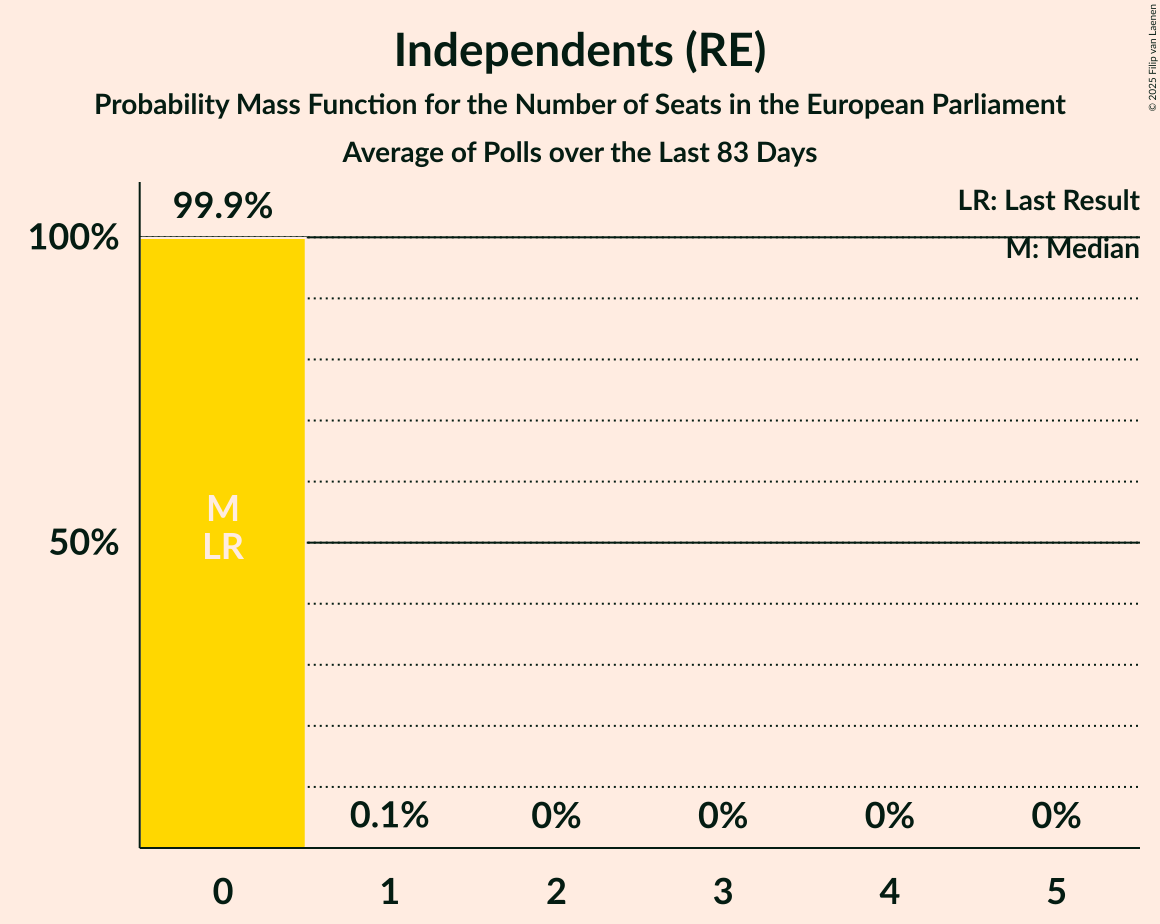 Independents (RE)
Probability Mass Function for the Number of Seats in the European Parliament
Average of Polls over the Last 83 Days
© 2025 Filip van Laenen
LR: Last Result
M: Median
99.9%
100%
50%
M
LR
0.1%
0%
0%
0%
0%
0
1
2
3
4
5